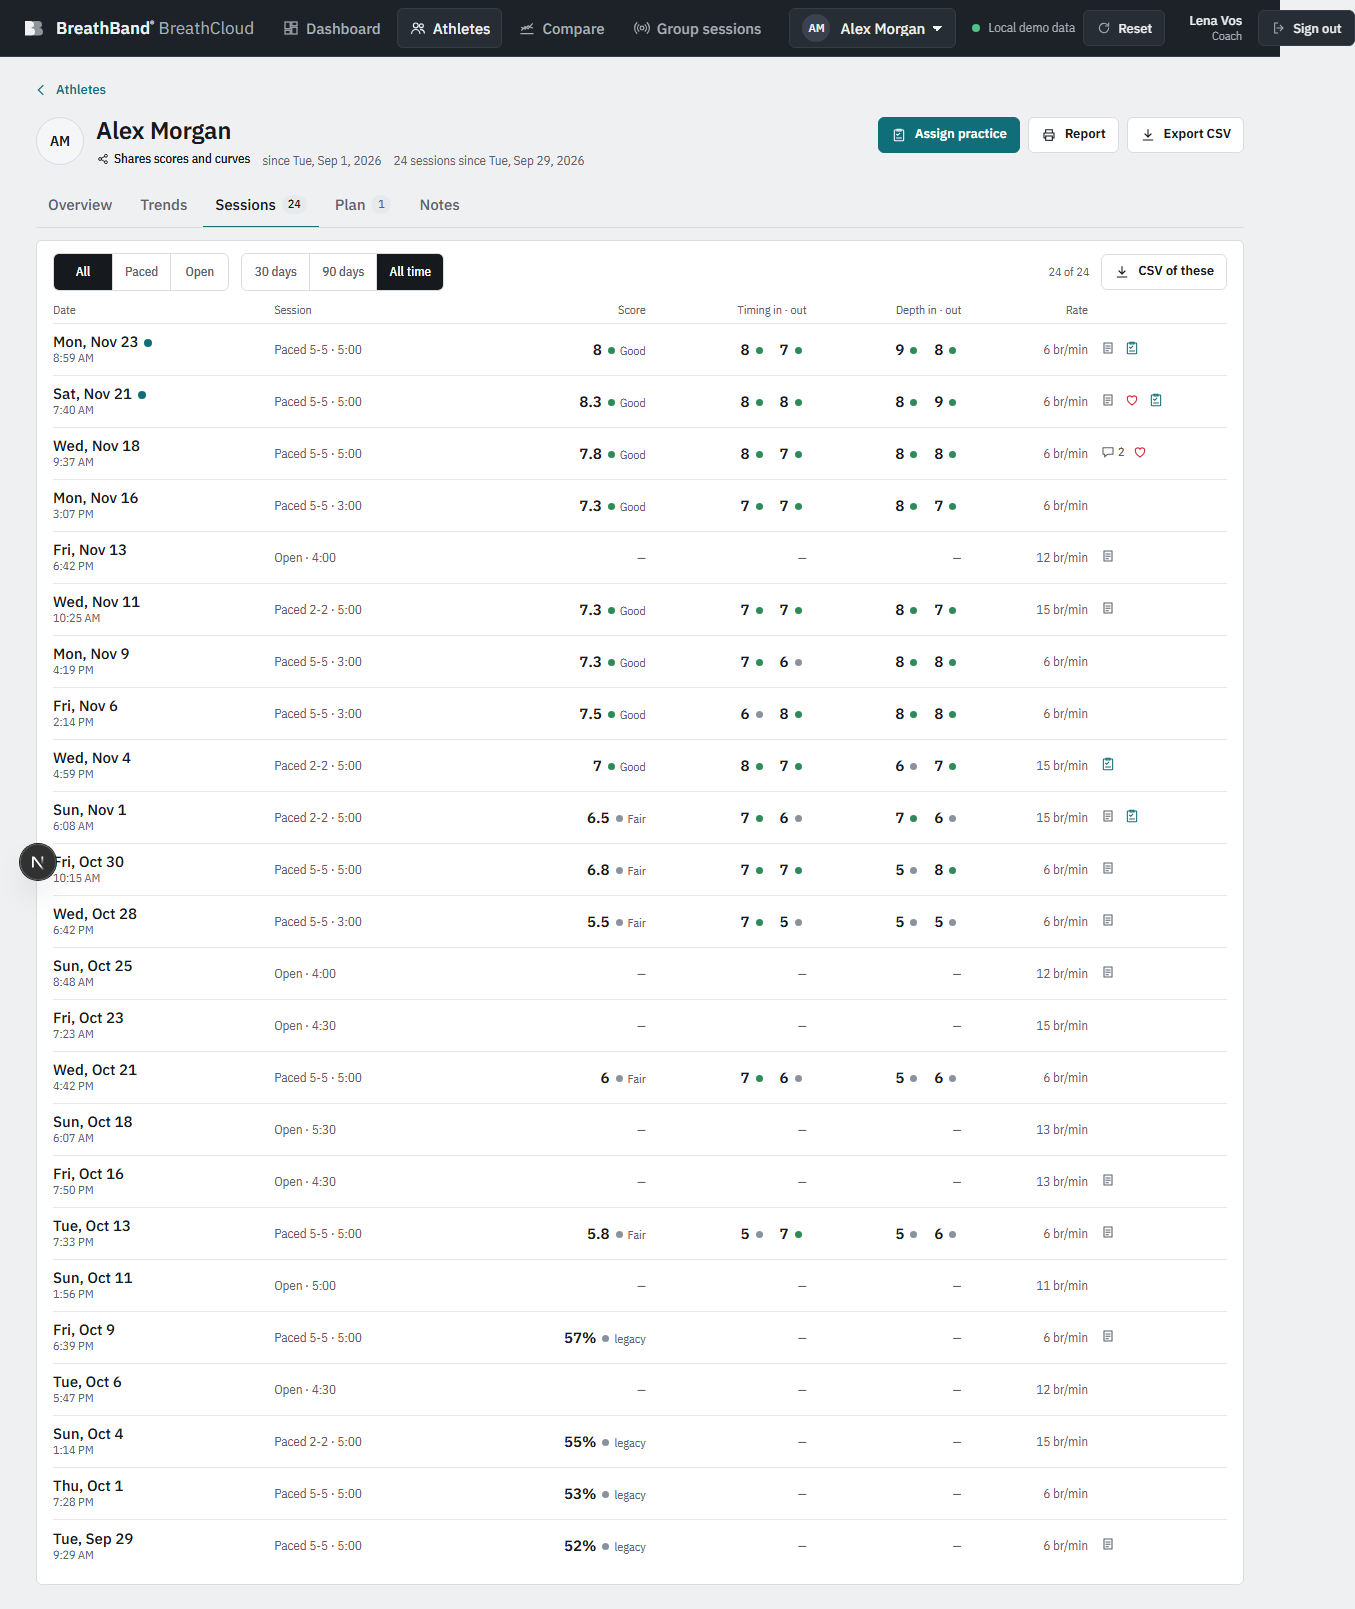 BreathBand® BreathCloud Dashboard Athletes Compare Group sessions AM Alex Morgan Local demo data Reset Lena Vos Coach Sign out
Athletes
AM Alex Morgan
Shares scores and curves since Tue, Sep 1, 2026 24 sessions since Tue, Sep 29, 2026
Assign practice Report Export CSV
Overview Trends Sessions 24 Plan 1 Notes
All Paced Open 30 days 90 days All time 24 of 24 CSV of these
Date Session Score Timing in · out Depth in · out Rate
Mon, Nov 23
8:59 AM Paced 5-5 · 5:00 8 Good 8 7 9 8 6 br/min
Sat, Nov 21
7:40 AM Paced 5-5 · 5:00 8.3 Good 8 8 8 9 6 br/min
Wed, Nov 18
9:37 AM Paced 5-5 · 5:00 7.8 Good 8 7 8 8 6 br/min 2
Mon, Nov 16
3:07 PM Paced 5-5 · 3:00 7.3 Good 7 7 8 7 6 br/min
Fri, Nov 13
6:42 PM Open · 4:00 – – – 12 br/min
Wed, Nov 11
10:25 AM Paced 2-2 · 5:00 7.3 Good 7 7 8 7 15 br/min
Mon, Nov 9
4:19 PM Paced 5-5 · 3:00 7.3 Good 7 6 8 8 6 br/min
Fri, Nov 6
2:14 PM Paced 5-5 · 3:00 7.5 Good 6 8 8 8 6 br/min
Wed, Nov 4
4:59 PM Paced 2-2 · 5:00 7 Good 8 7 6 7 15 br/min
Sun, Nov 1
6:08 AM Paced 2-2 · 5:00 6.5 Fair 7 6 7 6 15 br/min
N Fri, Oct 30
10:15 AM Paced 5-5 · 5:00 6.8 Fair 7 7 5 8 6 br/min
Wed, Oct 28
6:42 PM Paced 5-5 · 3:00 5.5 Fair 7 5 5 5 6 br/min
Sun, Oct 25
8:48 AM Open · 4:00 – – – 12 br/min
Fri, Oct 23
7:23 AM Open · 4:30 – – – 15 br/min
Wed, Oct 21
4:42 PM Paced 5-5 · 5:00 6 Fair 7 6 5 6 6 br/min
Sun, Oct 18
6:07 AM Open · 5:30 – – – 13 br/min
Fri, Oct 16
7:50 PM Open · 4:30 – – – 13 br/min
Tue, Oct 13
7:33 PM Paced 5-5 · 5:00 5.8 Fair 5 7 5 6 6 br/min
Sun, Oct 11
1:56 PM Open · 5:00 – – – 11 br/min
Fri, Oct 9
6:39 PM Paced 5-5 · 5:00 57% legacy – – 6 br/min
Tue, Oct 6
5:47 PM Open · 4:30 – – – 12 br/min
Sun, Oct 4
1:14 PM Paced 2-2 · 5:00 55% legacy – – 15 br/min
Thu, Oct 1
7:28 PM Paced 5-5 · 5:00 53% legacy – – 6 br/min
Tue, Sep 29
9:29 AM Paced 5-5 · 5:00 52% legacy – – 6 br/min